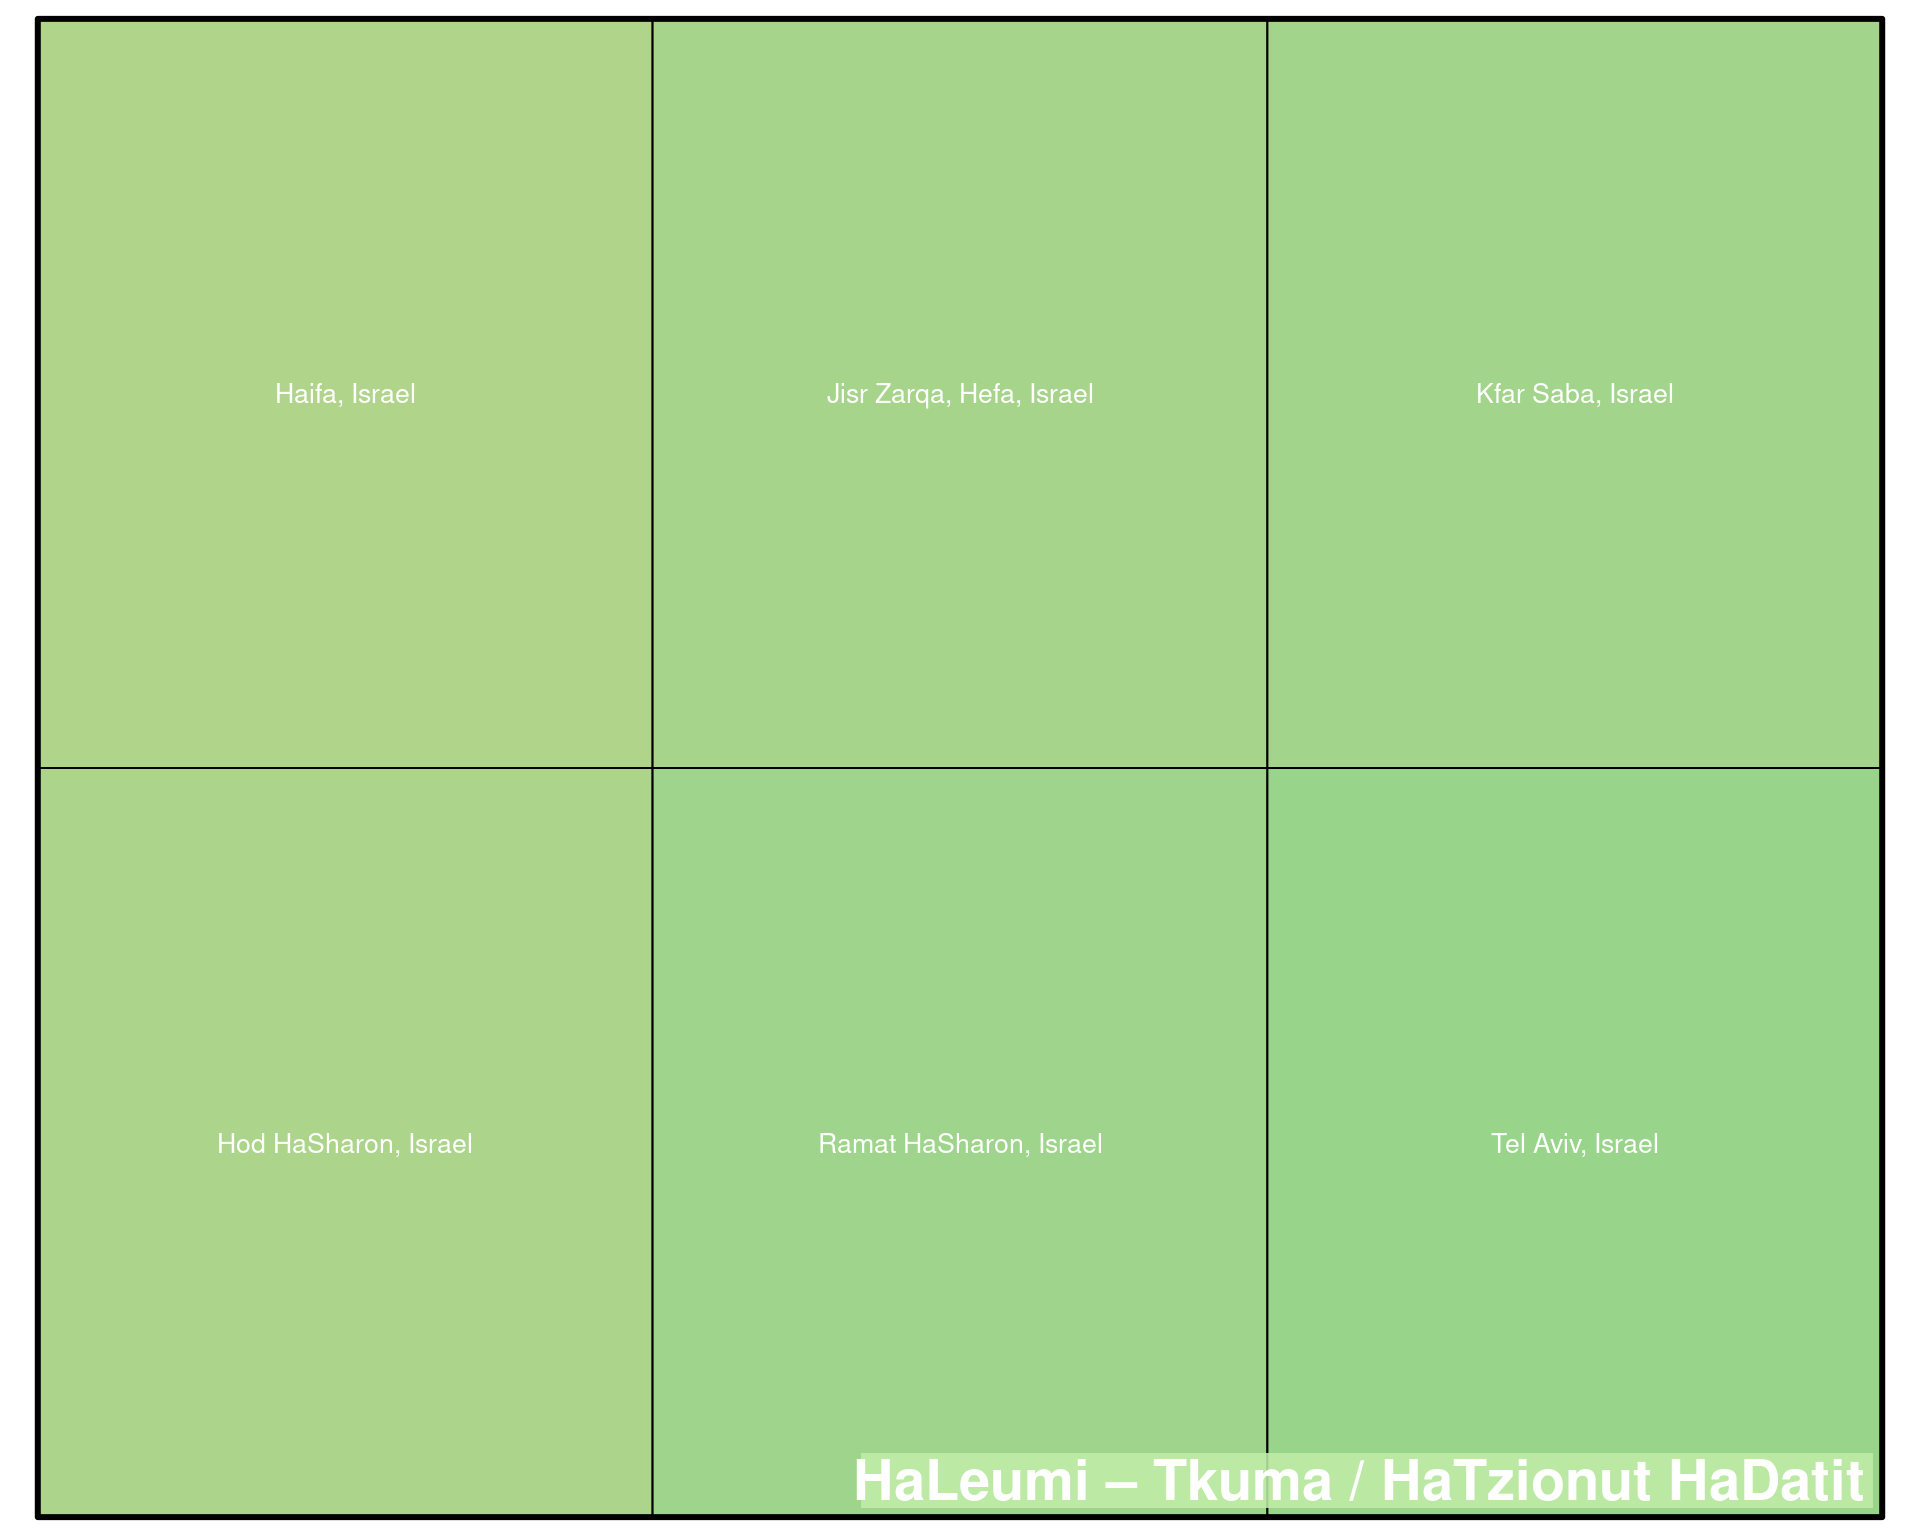 Haifa, Israel
Jisr Zarqa, Hefa, Israel
Kfar Saba, Israel
Hod HaSharon, Israel
Ramat HaSharon, Israel
Tel Aviv, Israel
HaLeumi – Tkuma / HaTzionut HaDatit